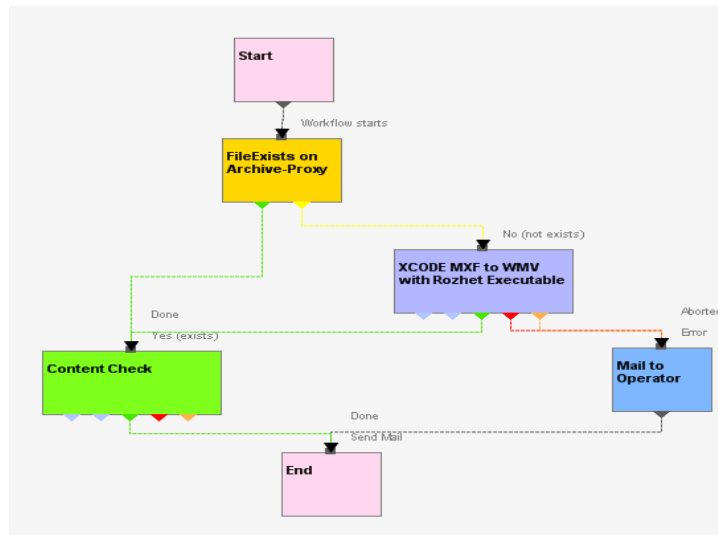 Start
Workflow starts
FileExists on
Archive-Proxy
No (not exists)
XCODE MXF to WMV
with Rozhet Executable
Done
Yes (exists)
Aborted
Error
Content Check
Mail to
Operator
Done
Send Mail
End